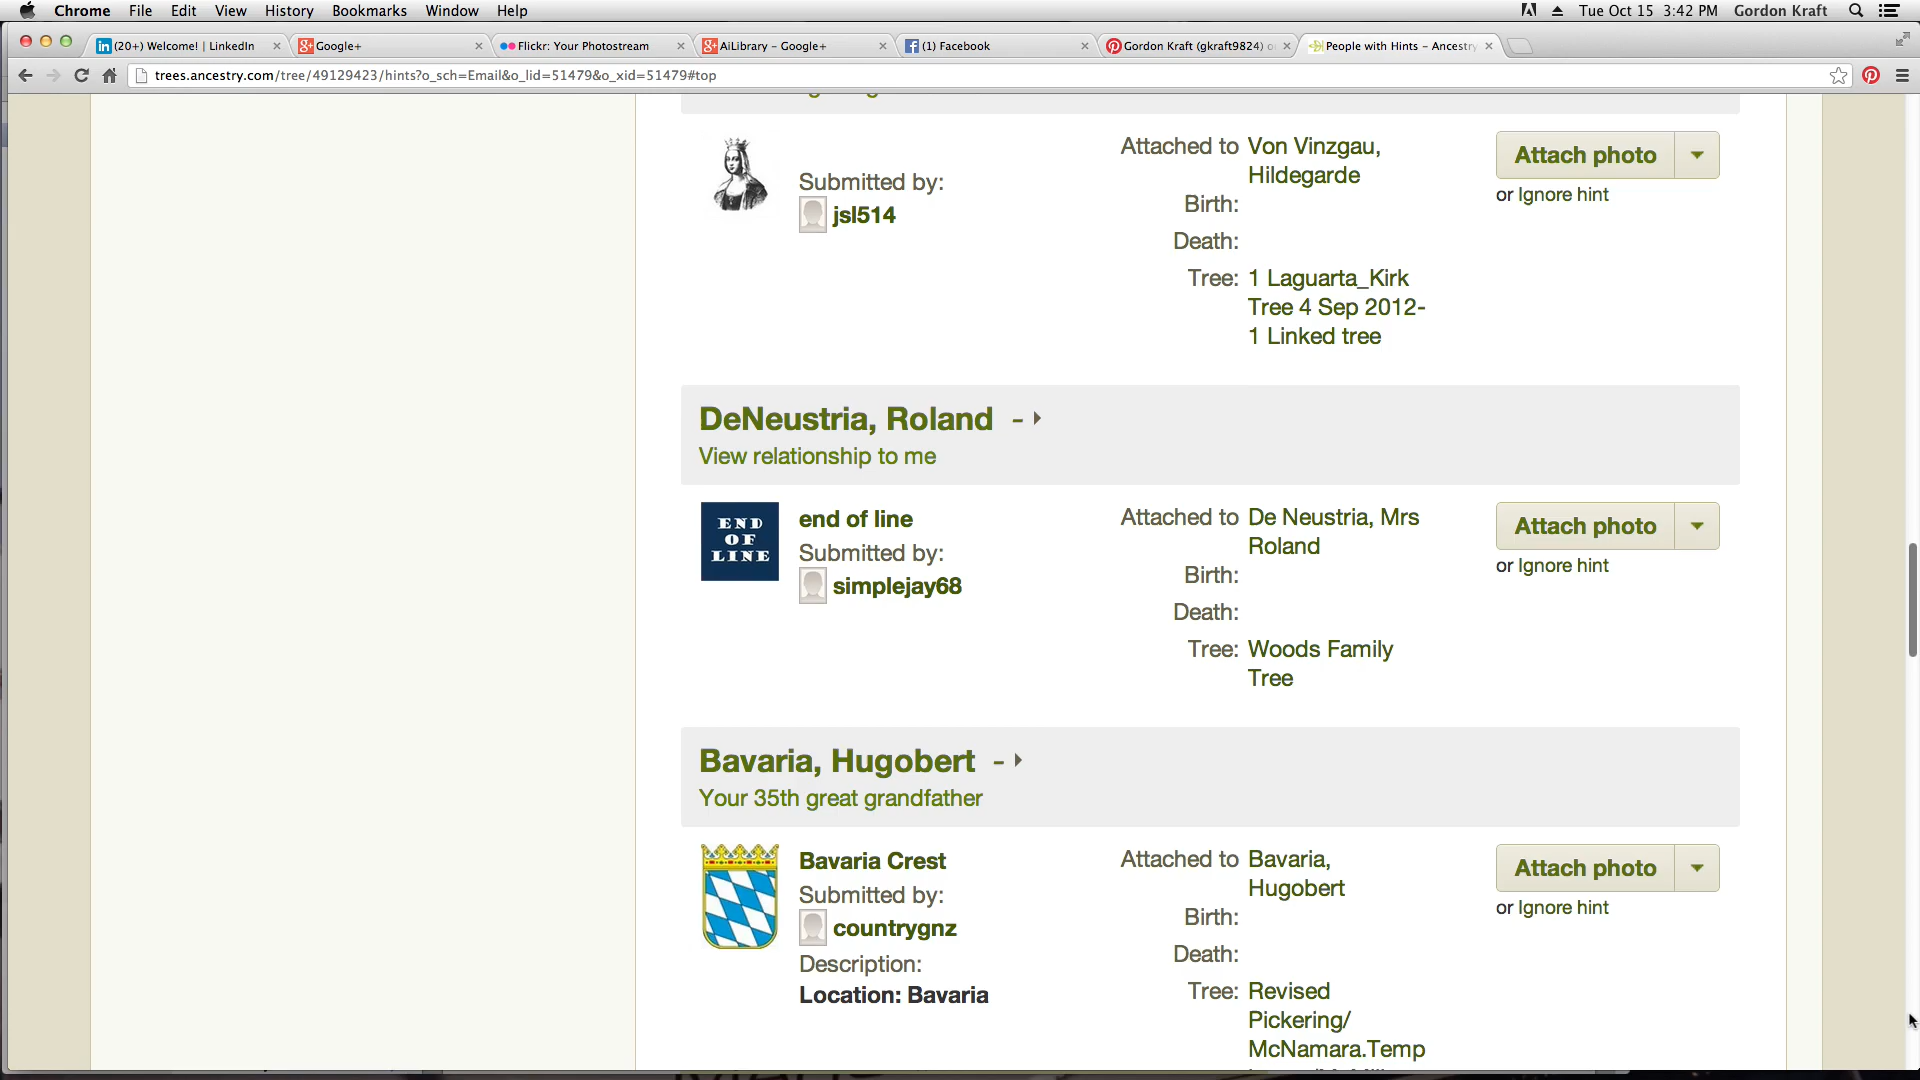 Chrome File Edit View History Bookmarks Window Help Tue Oct 15 3:42 PM Gordon Kraft
(20+) Welcome! | LinkedIn Google+ Flickr: Your Photostream AiLibrary - Google+ (1) Facebook Gordon Kraft (gkraft9824) o People with Hints - Ancestry
trees.ancestry.com/tree/49129423/hints?o_sch=Email&o_lid=51479&o_xid=51479#top
Attached to Von Vinzgau,
Hildegarde
Attach photo
Submitted by:
jsl514
or Ignore hint
Birth:
Death:
Tree: 1 Laguarta_Kirk
Tree 4 Sep 2012-
1 Linked tree
DeNeustria, Roland -
View relationship to me
END
OF
LINE
end of line
Submitted by:
simplejay68
Attached to De Neustria, Mrs
Roland
Birth:
Death:
Tree: Woods Family
Tree
Attach photo
or Ignore hint
Bavaria, Hugobert -
Your 35th great grandfather
Bavaria Crest
Submitted by:
countrygnz
Description:
Location: Bavaria
Attached to Bavaria,
Hugobert
Birth:
Death:
Tree: Revised
Pickering/
McNamara.Temp
Attach photo
or Ignore hint